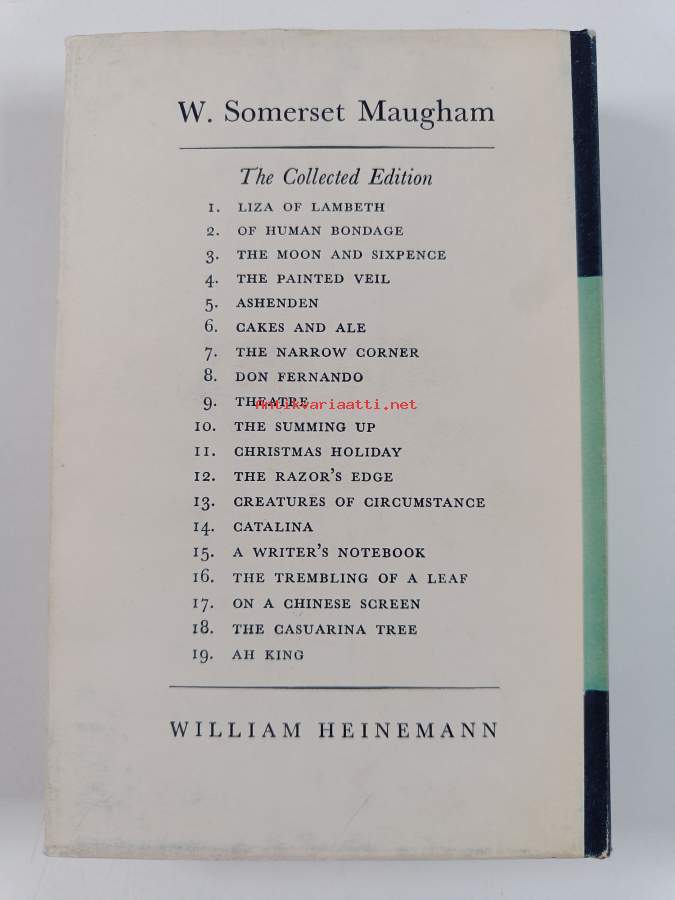 W. Somerset Maugham
The Collected Edition
1. LIZA OF LAMBETH
2. OF HUMAN BONDAGE
3. THE MOON AND SIXPENCE
4. THE PAINTED VEIL
5. ASHENDEN
6. CAKES AND ALE
7. THE NARROW CORNER
8. DON FERNANDO
9. THEATRE
Antikvariaatti.net
10. THE SUMMING UP
11. CHRISTMAS HOLIDAY
12. THE RAZOR'S EDGE
13. CREATURES OF CIRCUMSTANCE
14. CATALINA
15. A WRITER'S NOTEBOOK
16. THE TREMBLING OF A LEAF
17. ON A CHINESE SCREEN
18. THE CASUARINA TREE
19. AH KING
WILLIAM HEINEMANN